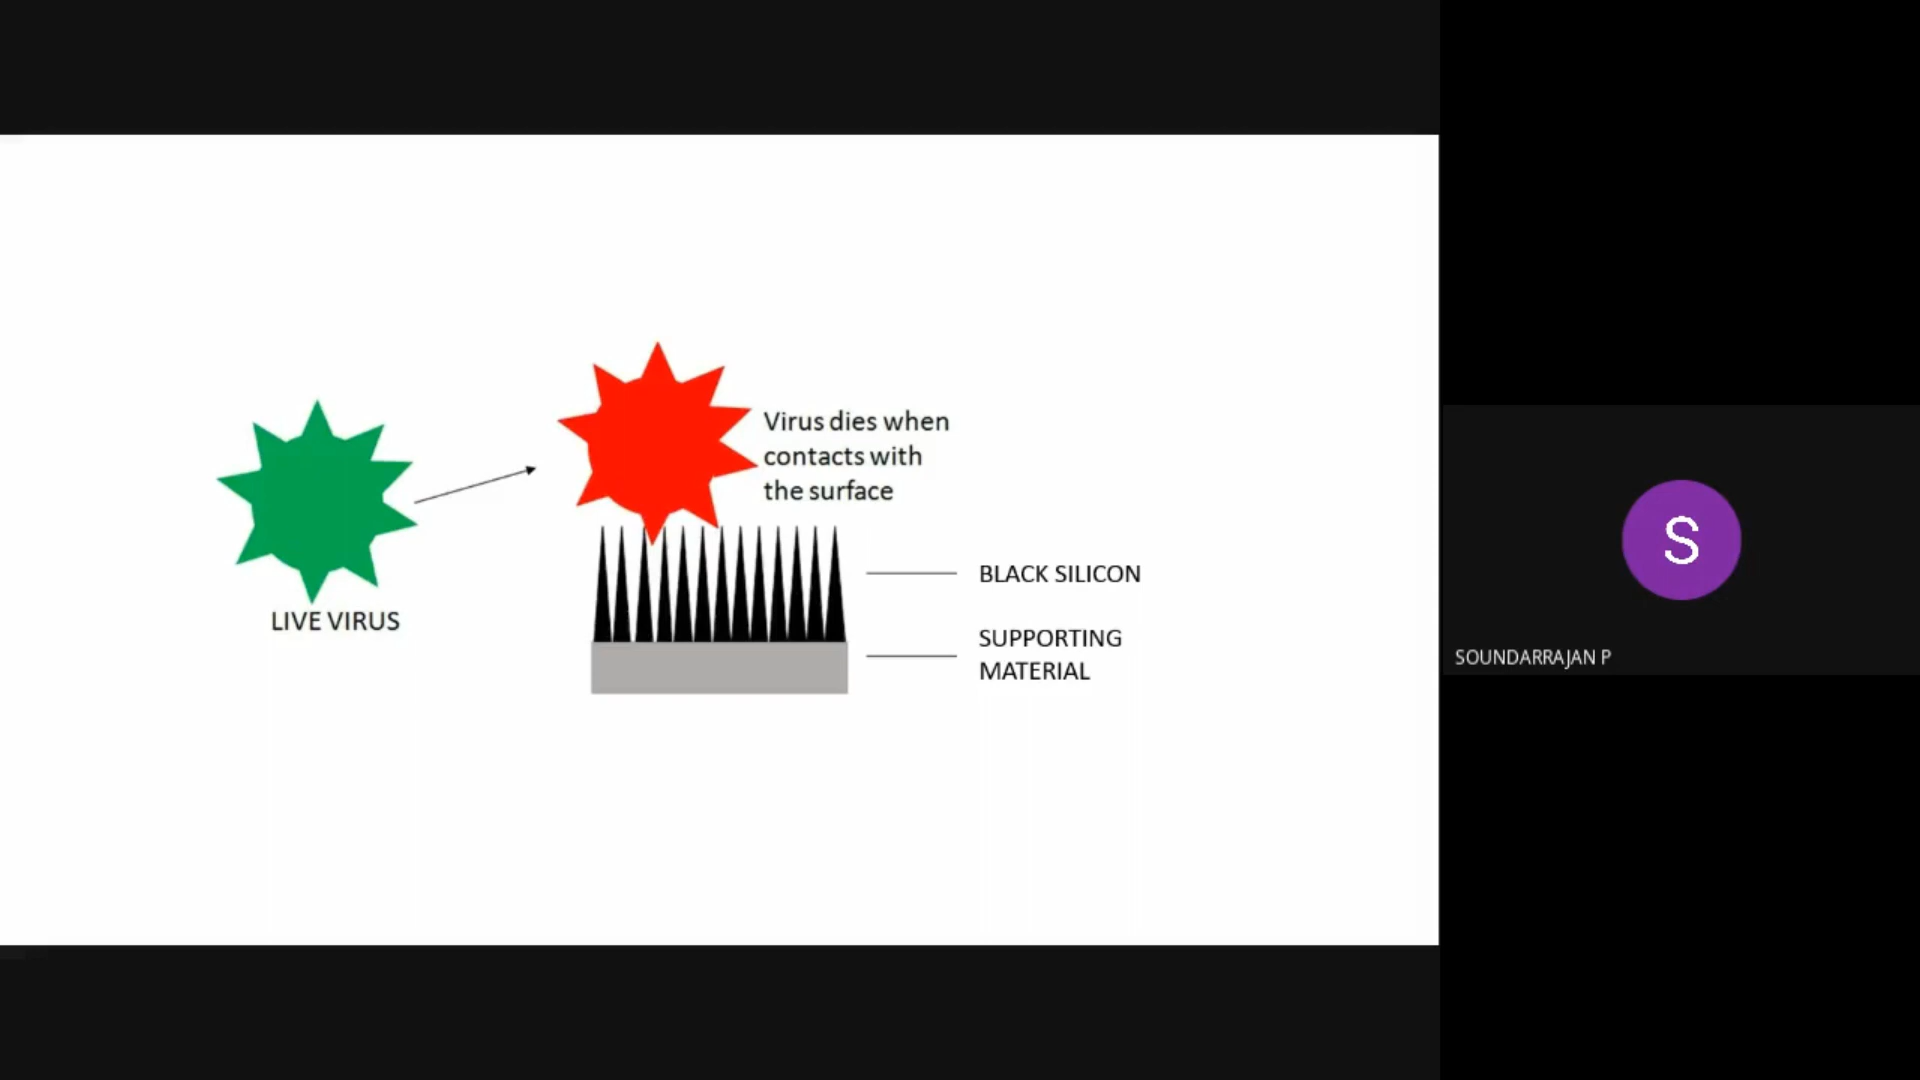 Virus dies when
contacts with
the surface
LIVE VIRUS
BLACK SILICON
SUPPORTING
MATERIAL
S
SOUNDARRAJAN P